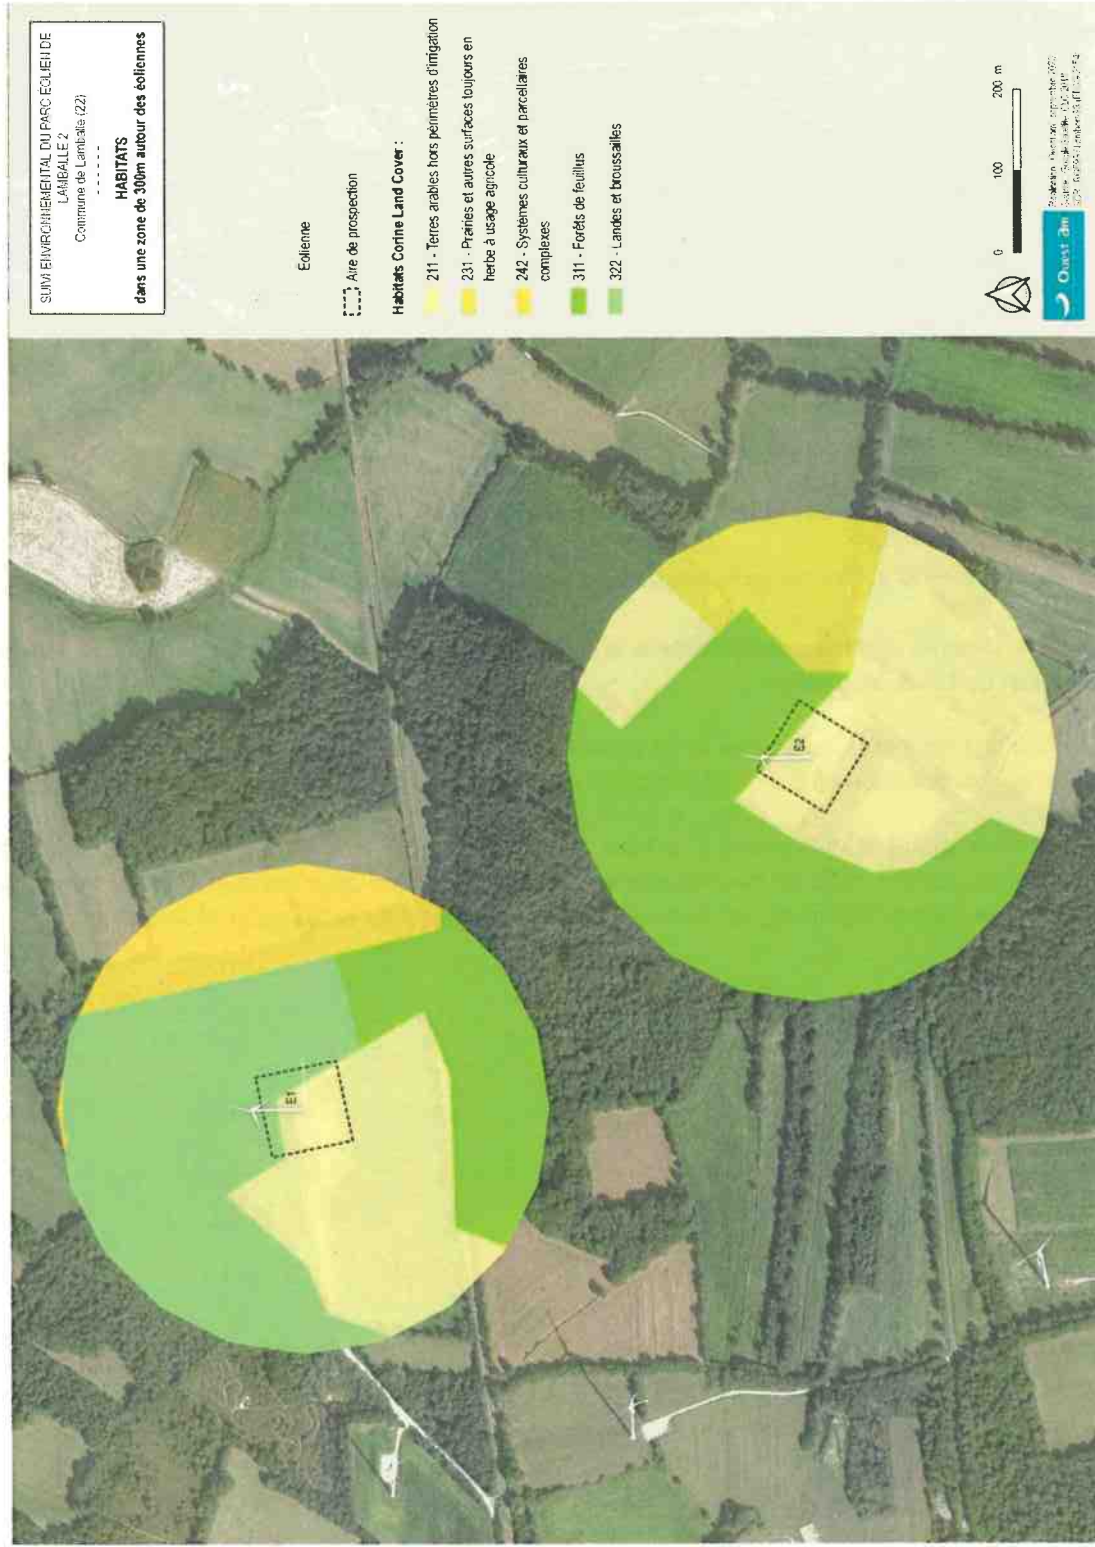 SUIVI ENVIRONNEMENTAL DU PARC ÉOLIEN DE
LAMBALLE 2
Commune de Lamballe (22)
- - - - -
HABITATS
dans une zone de 300m autour des éoliennes
Eolienne
Aire de prospection
Habitats Corine Land Cover :
211 - Terres arables hors périmètres d'irrigation
231 - Prairies et autres surfaces toujours en
herbe à usage agricole
242 - Systèmes culturaux et parcellaires
complexes
311 - Forêts de feuillus
322 - Landes et broussailles
0 100 200 m
Ouest am
E1
E2